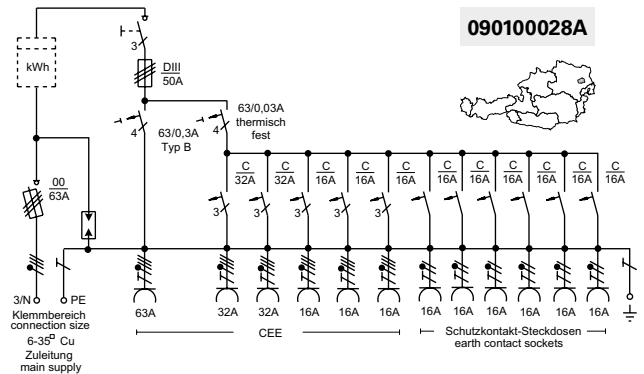 090100028A
kWh
3
DIII
50A
63/0,3A
Typ B
4
63/0,03A
thermisch
fest
4
C C C C C C C C C C C
32A 32A 16A 16A 16A 16A 16A 16A 16A 16A 16A
3 3 3 3 3
00
63A
3/N PE
63A 32A 32A 16A 16A 16A 16A 16A 16A 16A 16A 16A
Klemmbereich
connection size
6-35□ Cu
Zuleitung
main supply
CEE
Schutzkontakt-Steckdosen
earth contact sockets